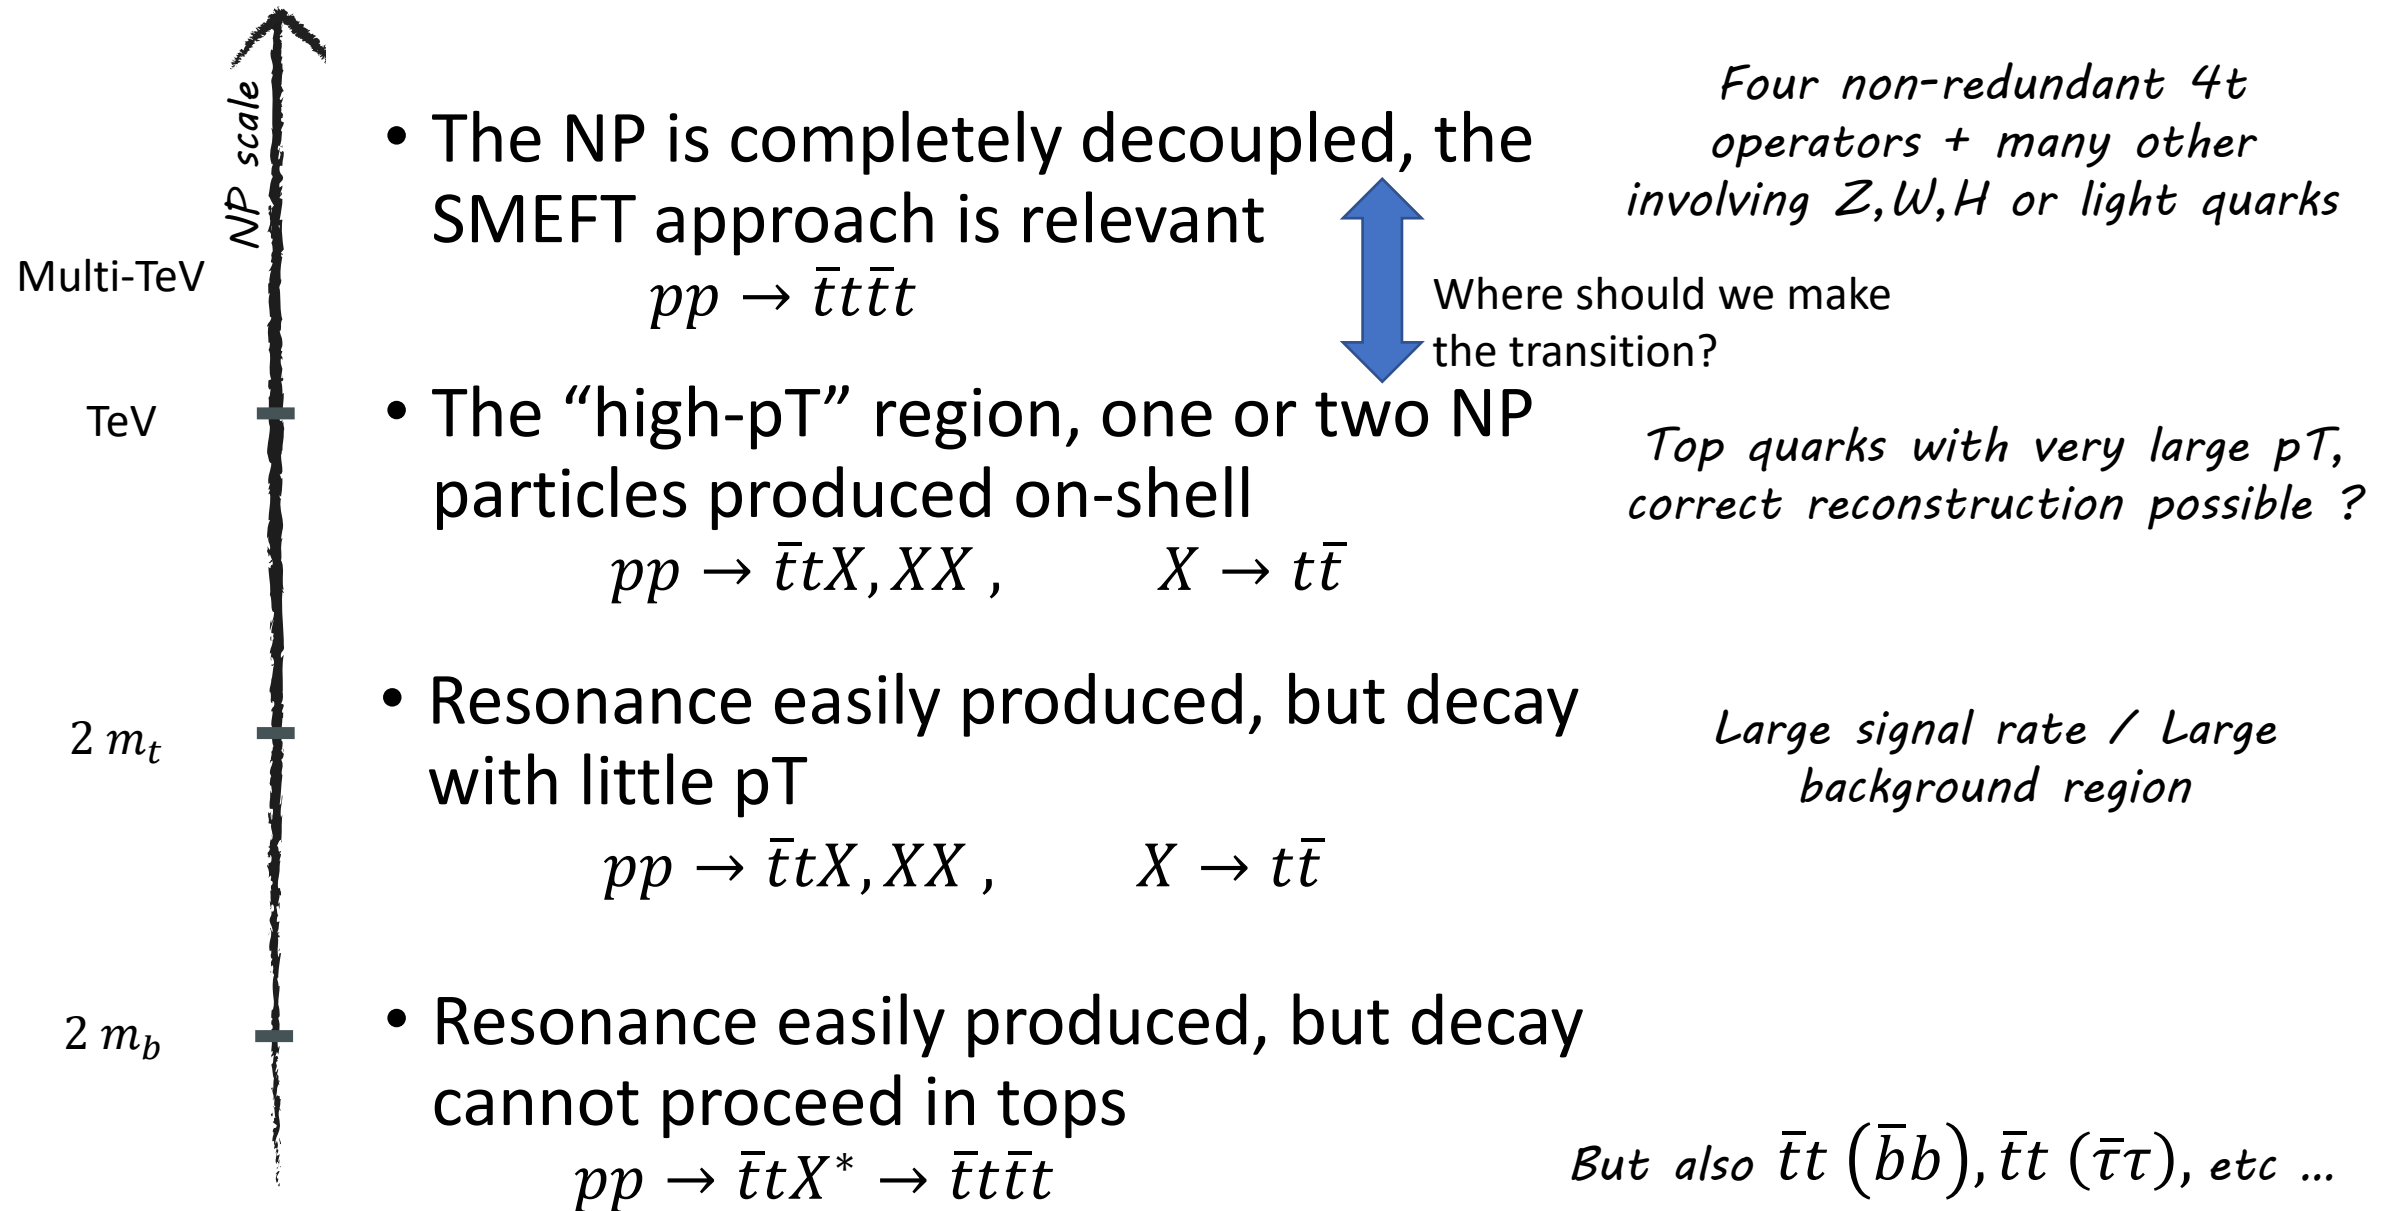 NP scale
• The NP is completely decoupled, the
SMEFT approach is relevant
pp → t̅tt̅t
Four non-redundant 4t
operators + many other
involving Z,W,H or light quarks
Multi-TeV
Where should we make
the transition?
TeV
• The “high-pT” region, one or two NP
particles produced on-shell
pp → t̅tX, XX , X → tt̅
Top quarks with very large pT,
correct reconstruction possible ?
2 m_t
• Resonance easily produced, but decay
with little pT
pp → t̅tX, XX , X → tt̅
Large signal rate / Large
background region
2 m_b
• Resonance easily produced, but decay
cannot proceed in tops
pp → t̅tX* → t̅tt̅t
But also t̅t (b̅b), t̅t (τ̅τ), etc ...